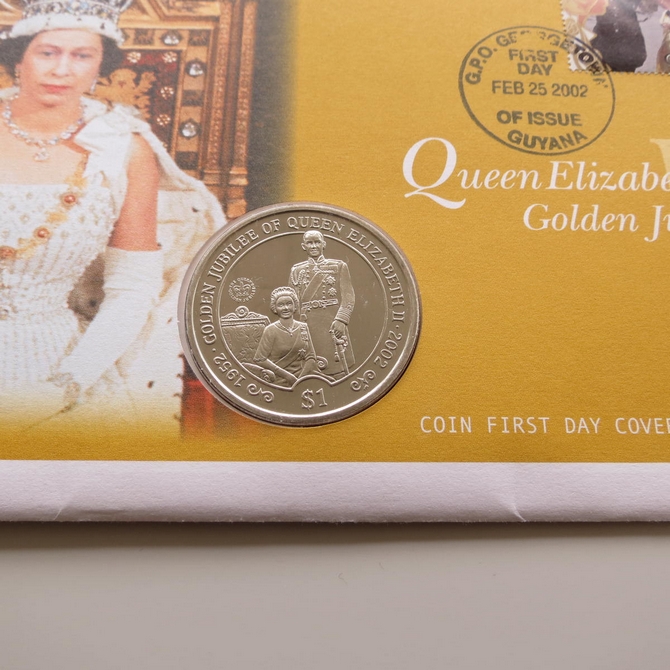 G.P.O. GEORGETOWN
FIRST
DAY
FEB 25 2002
OF ISSUE
GUYANA
Queen Elizabe
Golden Ju
GOLDEN JUBILEE OF QUEEN ELIZABETH II · 2002
1952 ·
$1
COIN FIRST DAY COVER